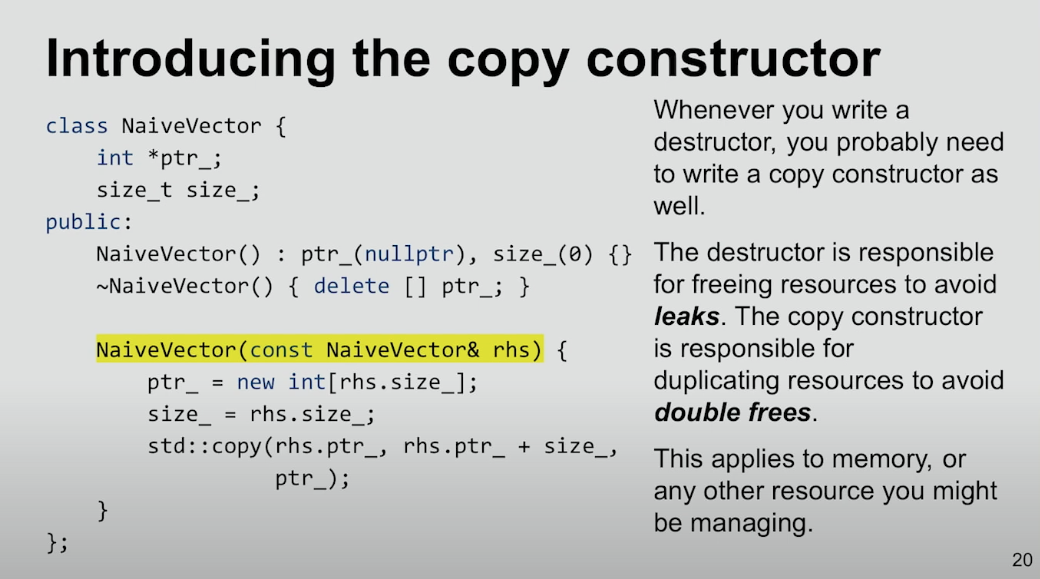 Introducing the copy constructor
class NaiveVector {
    int *ptr_;
    size_t size_;
public:
    NaiveVector() : ptr_(nullptr), size_(0) {}
    ~NaiveVector() { delete [] ptr_; }
    NaiveVector(const NaiveVector& rhs) {
        ptr_ = new int[rhs.size_];
        size_ = rhs.size_;
        std::copy(rhs.ptr_, rhs.ptr_ + size_,
                  ptr_);
    }
};
Whenever you write a
destructor, you probably need
to write a copy constructor as
well.
The destructor is responsible
for freeing resources to avoid
leaks. The copy constructor
is responsible for
duplicating resources to avoid
double frees.
This applies to memory, or
any other resource you might
be managing.
20